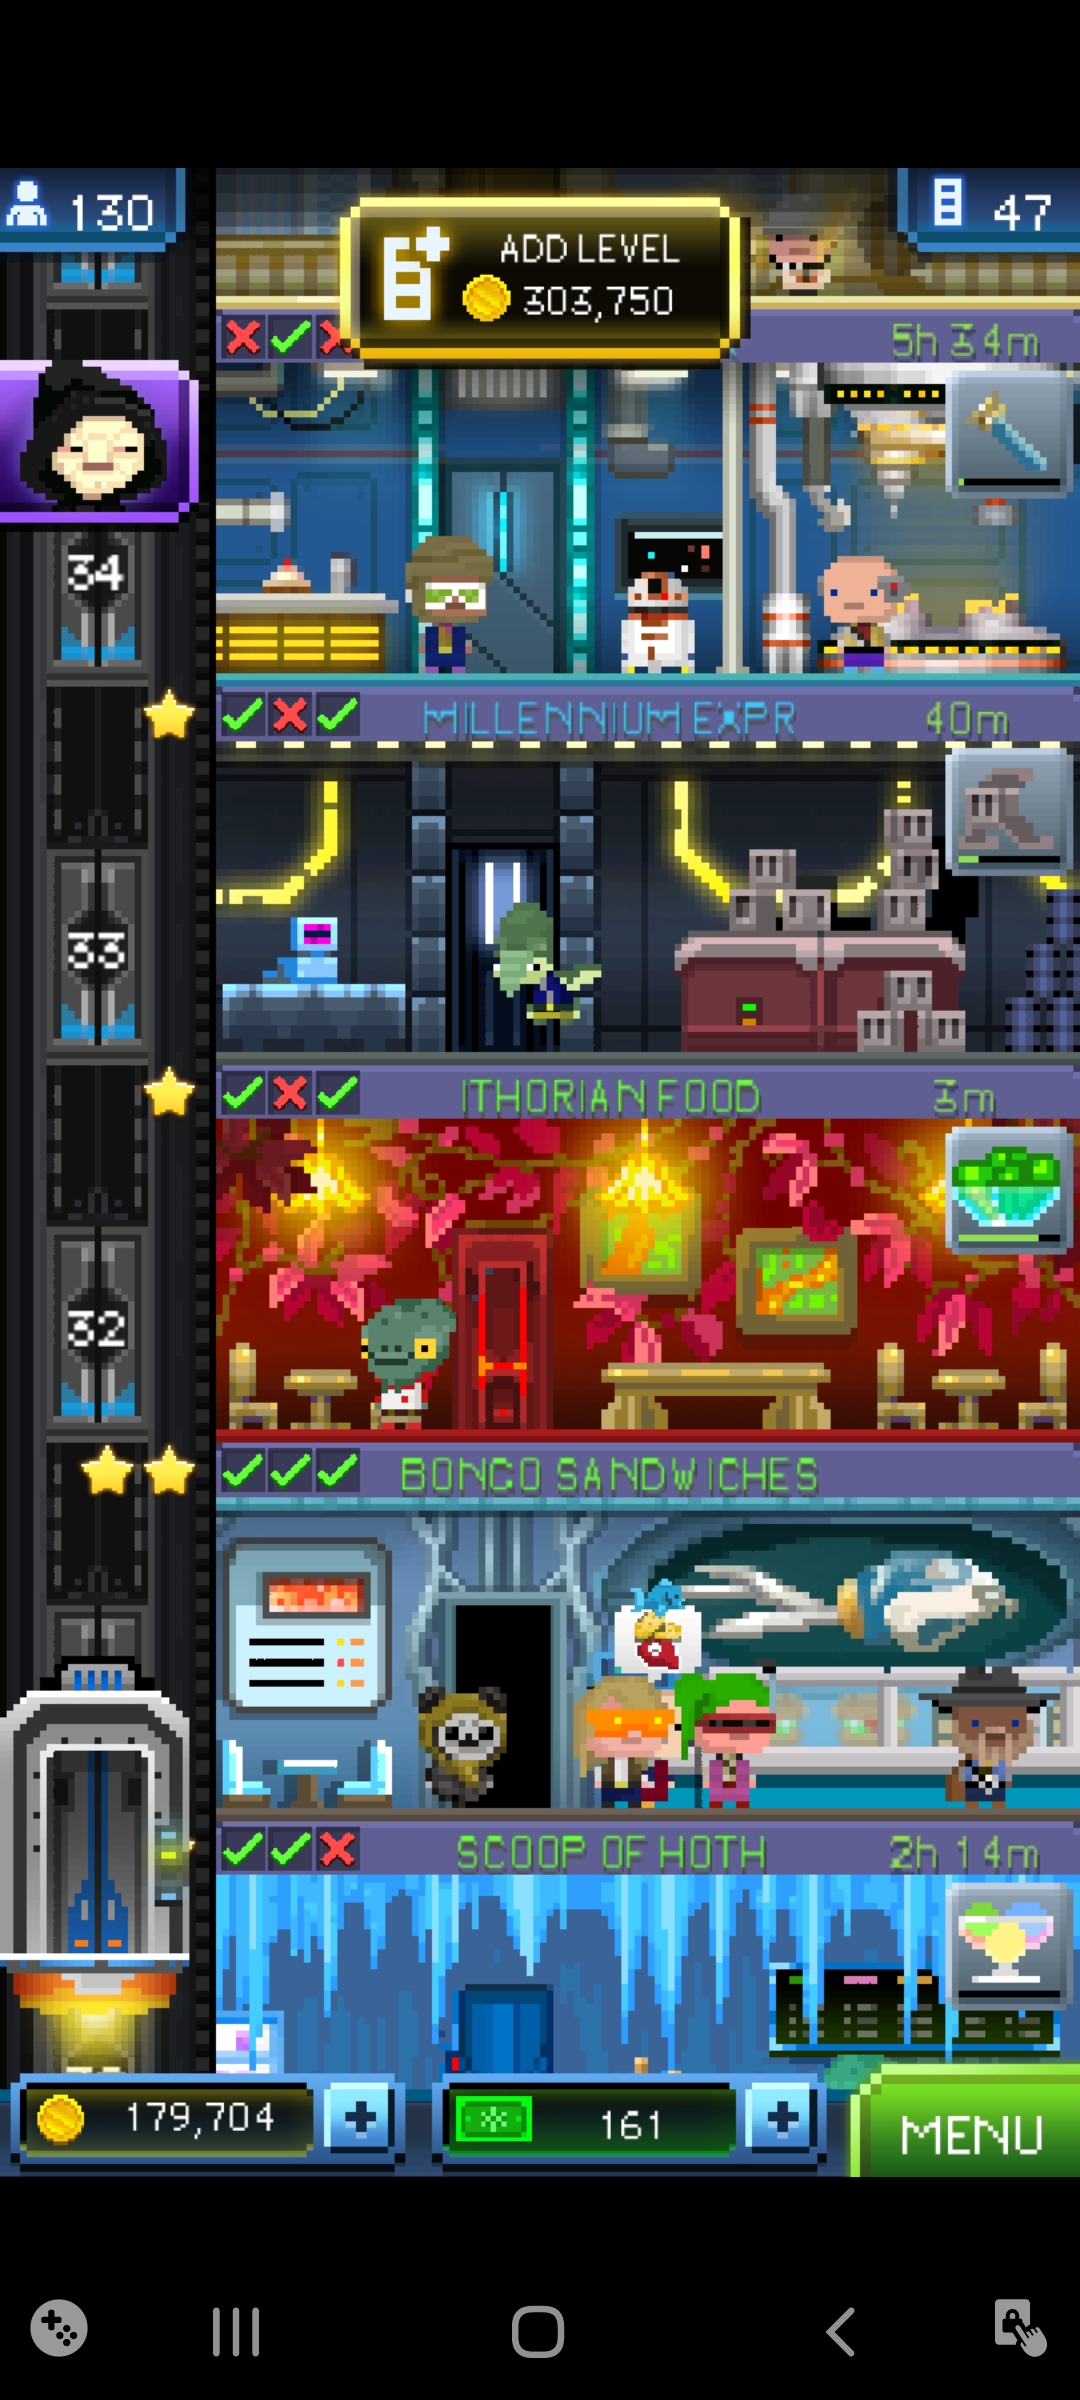 130
ADD LEVEL
303,750
47
5h 34m
34
MILLENNIUM EXPR
40m
33
ITHORIAN FOOD
3m
32
BONGO SANDWICHES
SCOOP OF HOTH
2h 14m
179,704
161
MENU